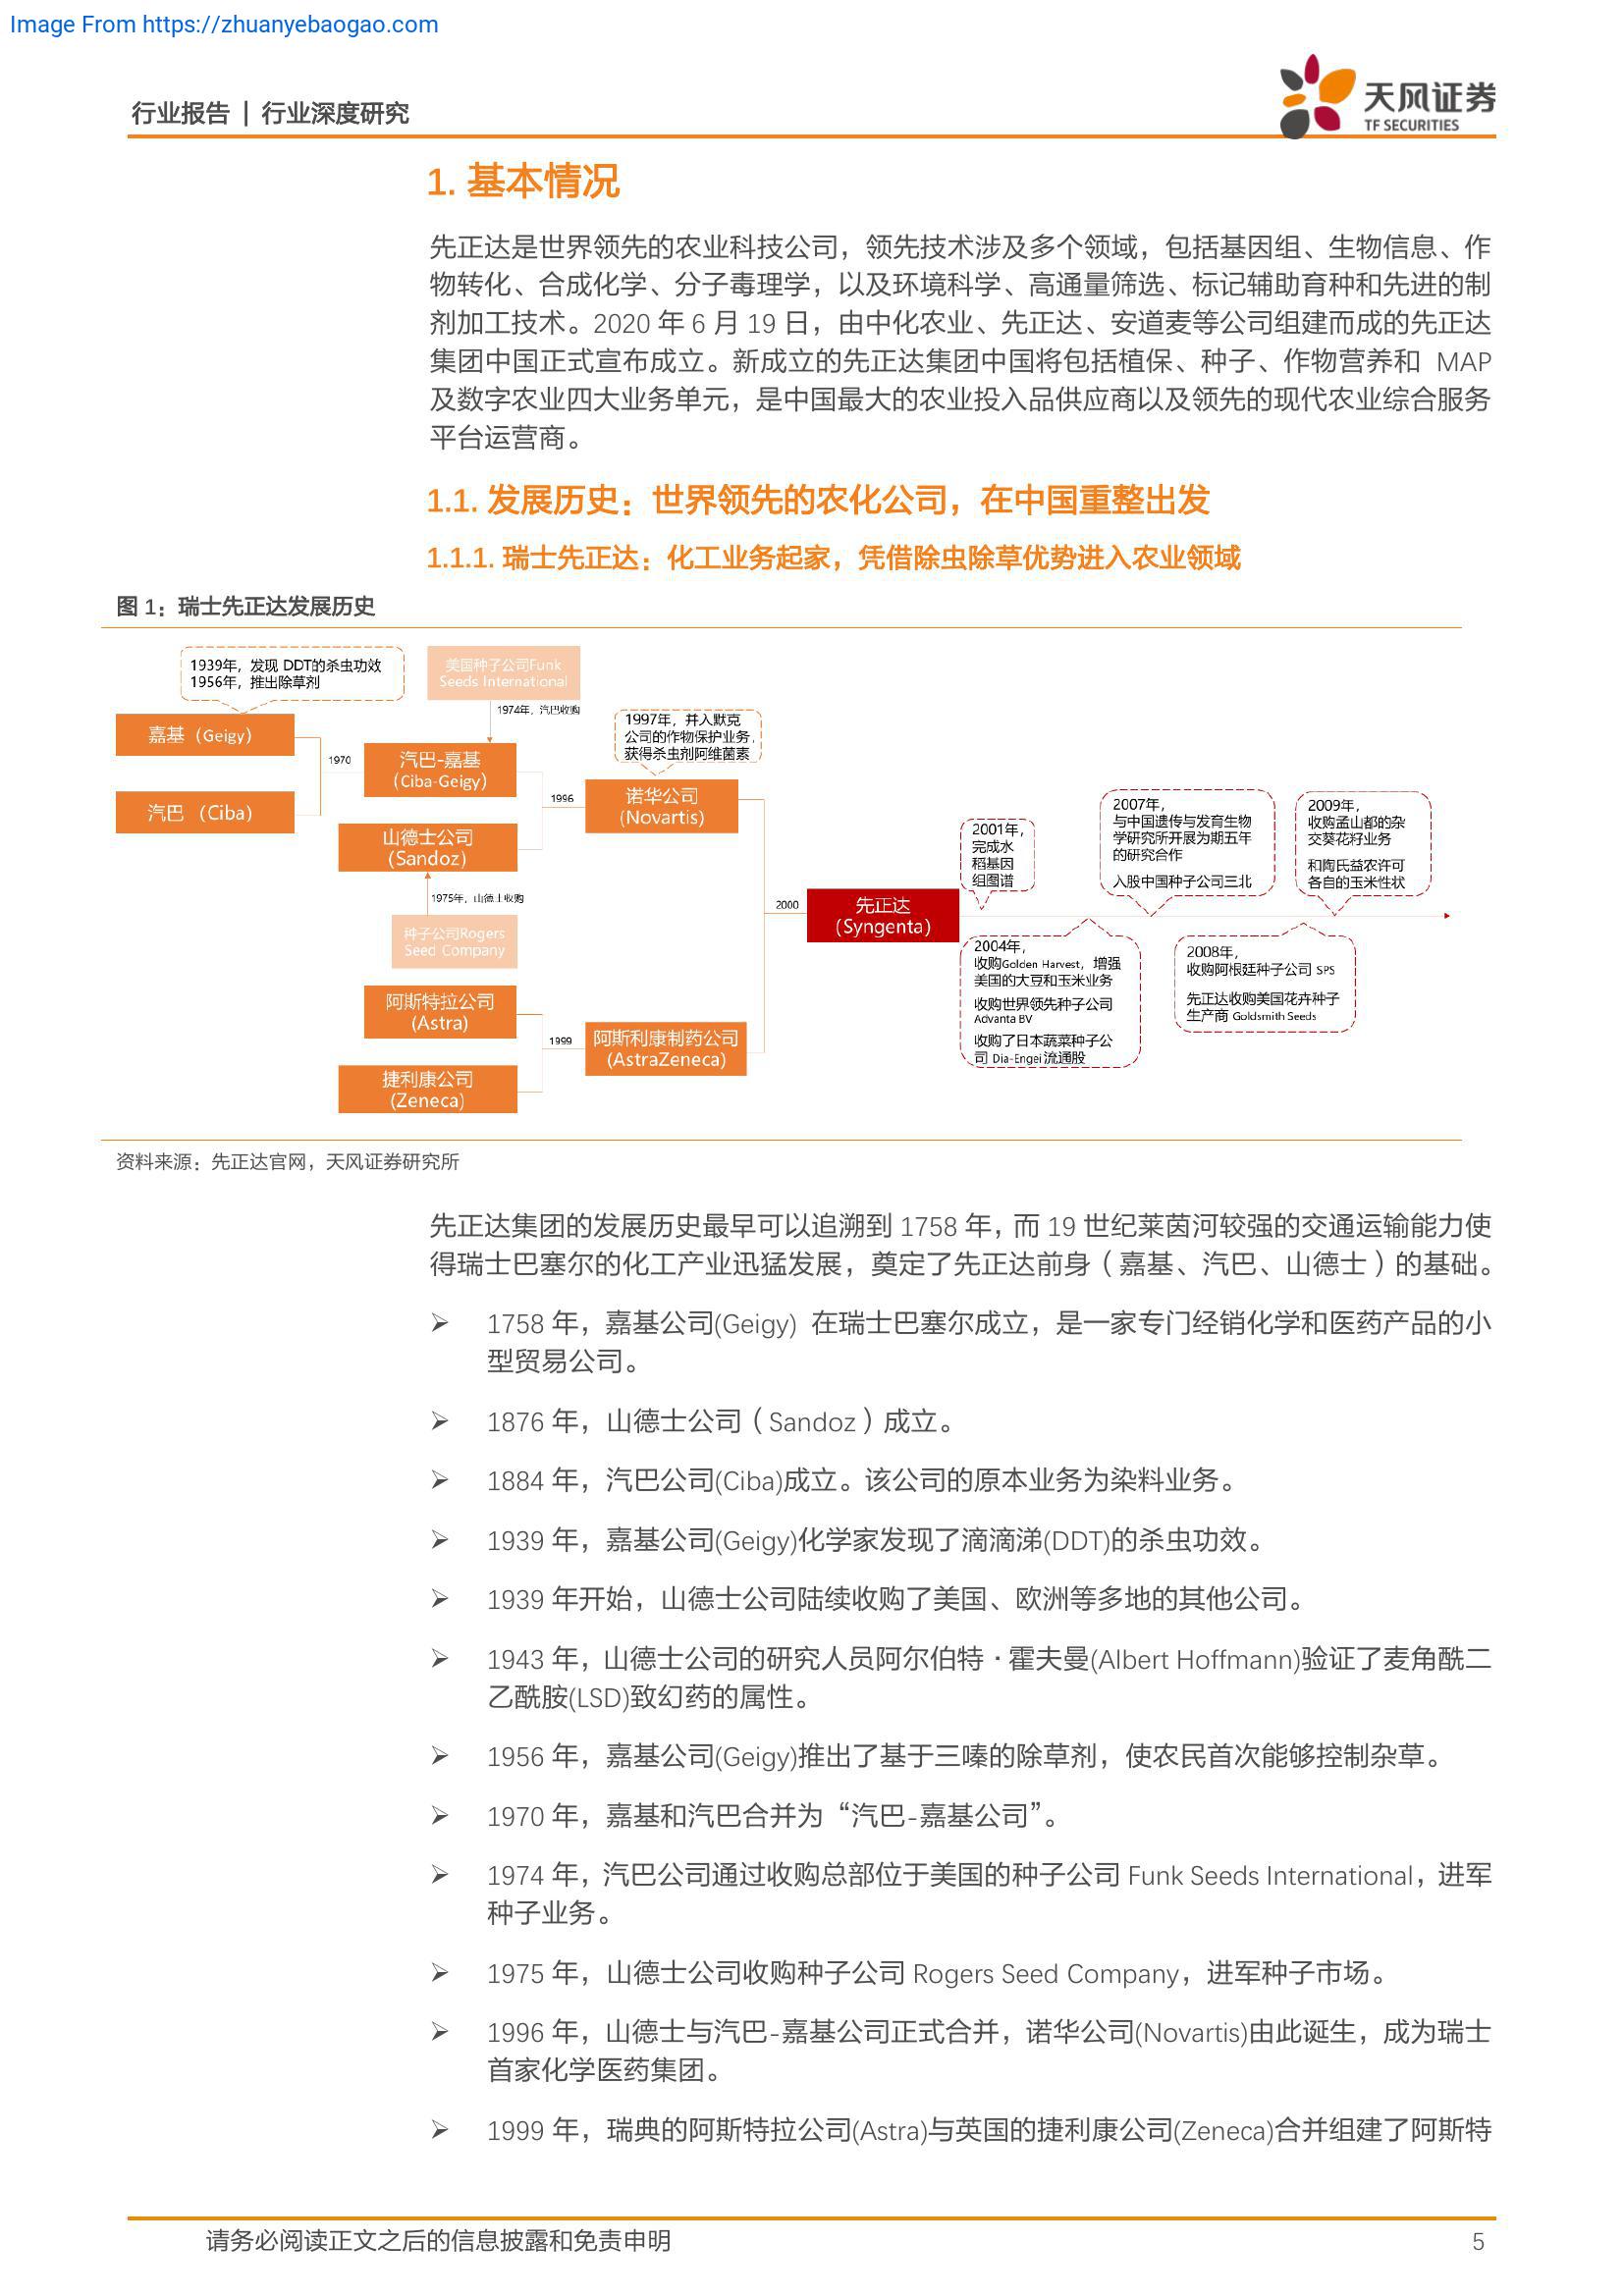 Image From https://zhuanyebaogao.com
行业报告 | 行业深度研究
天风证券
TF SECURITIES
1. 基本情况
先正达是世界领先的农业科技公司，领先技术涉及多个领域，包括基因组、生物信息、作
物转化、合成化学、分子毒理学，以及环境科学、高通量筛选、标记辅助育种和先进的制
剂加工技术。2020 年 6 月 19 日，由中化农业、先正达、安道麦等公司组建而成的先正达
集团中国正式宣布成立。新成立的先正达集团中国将包括植保、种子、作物营养和 MAP
及数字农业四大业务单元，是中国最大的农业投入品供应商以及领先的现代农业综合服务
平台运营商。
1.1. 发展历史：世界领先的农化公司，在中国重整出发
1.1.1. 瑞士先正达：化工业务起家，凭借除虫除草优势进入农业领域
图 1：瑞士先正达发展历史
1939年，发现 DDT的杀虫功效
1956年，推出除草剂
美国种子公司Funk
Seeds International
1974年，汽巴收购
嘉基（Geigy）
汽巴 （Ciba）
1970
汽巴-嘉基
（Ciba-Geigy）
山德士公司
（Sandoz）
1975年，山德士收购
种子公司Rogers
Seed Company
1996
1997年，并入默克
公司的作物保护业务，
获得杀虫剂阿维菌素
诺华公司
(Novartis)
阿斯特拉公司
(Astra)
捷利康公司
(Zeneca)
1999
阿斯利康制药公司
(AstraZeneca)
2000
先正达
（Syngenta）
2001年，
完成水
稻基因
组图谱
2004年，
收购Golden Harvest，增强
美国的大豆和玉米业务
收购世界领先种子公司
Advanta BV
收购了日本蔬菜种子公
司 Dia-Engei 流通股
2007年，
与中国遗传与发育生物
学研究所开展为期五年
的研究合作
入股中国种子公司三北
2008年，
收购阿根廷种子公司 SPS
先正达收购美国花卉种子
生产商 Goldsmith Seeds
2009年，
收购孟山都的杂
交葵花籽业务
和陶氏益农许可
各自的玉米性状
资料来源：先正达官网，天风证券研究所
先正达集团的发展历史最早可以追溯到 1758 年，而 19 世纪莱茵河较强的交通运输能力使
得瑞士巴塞尔的化工产业迅猛发展，奠定了先正达前身（嘉基、汽巴、山德士）的基础。
➢ 1758 年，嘉基公司(Geigy) 在瑞士巴塞尔成立，是一家专门经销化学和医药产品的小
型贸易公司。
➢ 1876 年，山德士公司（Sandoz）成立。
➢ 1884 年，汽巴公司(Ciba)成立。该公司的原本业务为染料业务。
➢ 1939 年，嘉基公司(Geigy)化学家发现了滴滴涕(DDT)的杀虫功效。
➢ 1939 年开始，山德士公司陆续收购了美国、欧洲等多地的其他公司。
➢ 1943 年，山德士公司的研究人员阿尔伯特·霍夫曼(Albert Hoffmann)验证了麦角酰二
乙酰胺(LSD)致幻药的属性。
➢ 1956 年，嘉基公司(Geigy)推出了基于三嗪的除草剂，使农民首次能够控制杂草。
➢ 1970 年，嘉基和汽巴合并为“汽巴-嘉基公司”。
➢ 1974 年，汽巴公司通过收购总部位于美国的种子公司 Funk Seeds International，进军
种子业务。
➢ 1975 年，山德士公司收购种子公司 Rogers Seed Company，进军种子市场。
➢ 1996 年，山德士与汽巴-嘉基公司正式合并，诺华公司(Novartis)由此诞生，成为瑞士
首家化学医药集团。
➢ 1999 年，瑞典的阿斯特拉公司(Astra)与英国的捷利康公司(Zeneca)合并组建了阿斯特
请务必阅读正文之后的信息披露和免责申明
5